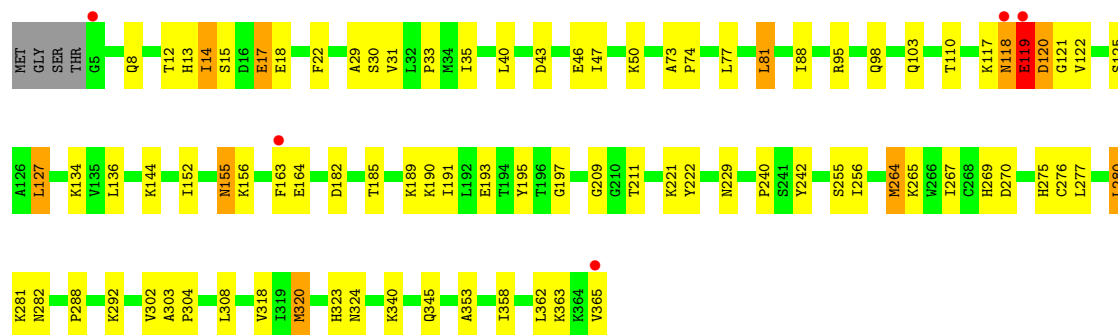 MET GLY SER THR G5 Q8 T12 H13 I14 S15 D16 E17 E18 F22 A29 S30 V31 L32 P33 M34 I35 L40 D43 E46 I47 K50 A73 P74 L77 L81 I88 R95 Q98 Q103 T110 K117 N118 E119 D120 G121 V122
A126 L127 K134 V135 L136 K144 I152 N155 K156 F163 E164 D182 T185 K189 K190 I191 L192 E193 T194 Y195 T196 G197 G209 G210 T211 K221 Y222 N229 P240 S241 Y242 S255 I256 M264 K265 W266 I267 C268 H269 D270 H275 C276 L277
K281 N282 P288 K292 V302 A303 P304 L308 V318 I319 M320 H323 N324 K340 Q345 A353 I358 L362 K363 K364 V365